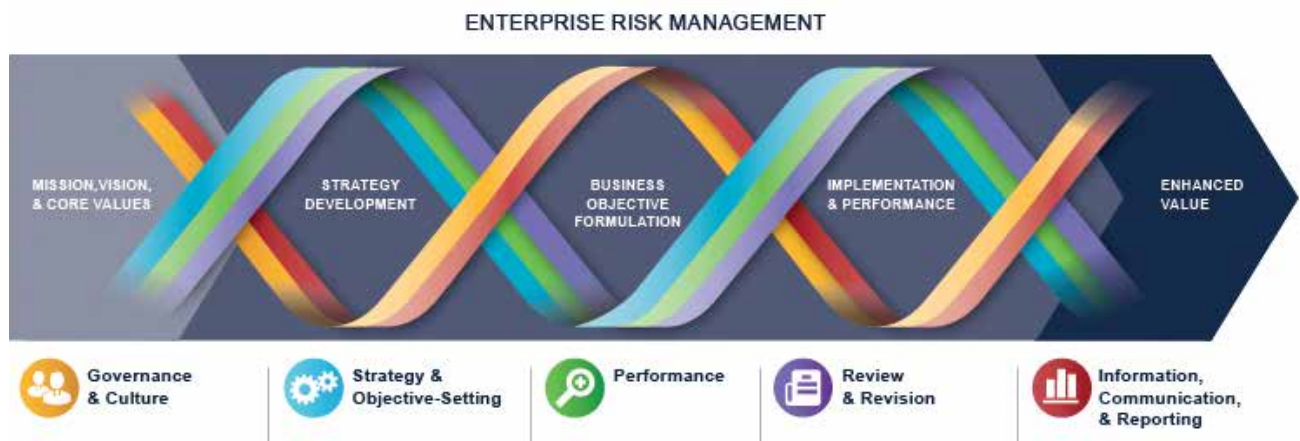 ENTERPRISE RISK MANAGEMENT
MISSION,VISION,
& CORE VALUES
STRATEGY
DEVELOPMENT
BUSINESS
OBJECTIVE
FORMULATION
IMPLEMENTATION
& PERFORMANCE
ENHANCED
VALUE
Governance
& Culture
Strategy &
Objective-Setting
Performance
Review
& Revision
Information,
Communication,
& Reporting